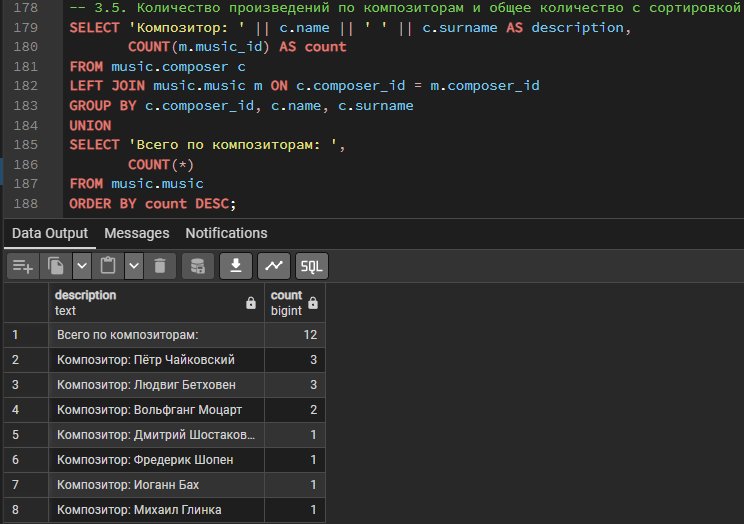 178 -- 3.5. Количество произведений по композиторам и общее количество с сортировкой
179 SELECT 'Композитор: ' || c.name || ' ' || c.surname AS description,
180 COUNT(m.music_id) AS count
181 FROM music.composer c
182 LEFT JOIN music.music m ON c.composer_id = m.composer_id
183 GROUP BY c.composer_id, c.name, c.surname
184 UNION
185 SELECT 'Всего по композиторам: ',
186 COUNT(*)
187 FROM music.music
188 ORDER BY count DESC;
Data Output Messages Notifications
SQL
description count
text bigint
1 Всего по композиторам: 12
2 Композитор: Пётр Чайковский 3
3 Композитор: Людвиг Бетховен 3
4 Композитор: Вольфганг Моцарт 2
5 Композитор: Дмитрий Шостаков... 1
6 Композитор: Фредерик Шопен 1
7 Композитор: Иоганн Бах 1
8 Композитор: Михаил Глинка 1